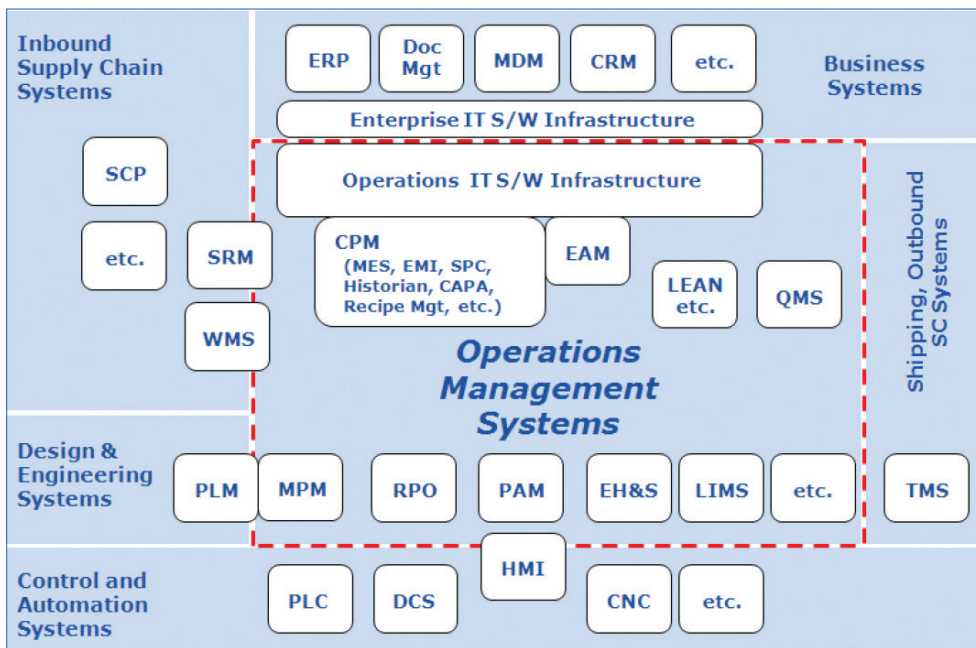 Inbound
Supply Chain
Systems
ERP
Doc
Mgt
MDM
CRM
etc.
Business
Systems
Enterprise IT S/W Infrastructure
Operations IT S/W Infrastructure
SCP
etc.
SRM
WMS
CPM
(MES, EMI, SPC,
Historian, CAPA,
Recipe Mgt, etc.)
EAM
LEAN
etc.
QMS
Shipping, Outbound
SC Systems
Operations
Management
Systems
Design &
Engineering
Systems
PLM
MPM
RPO
PAM
EH&S
LIMS
etc.
TMS
Control and
Automation
Systems
PLC
DCS
HMI
CNC
etc.